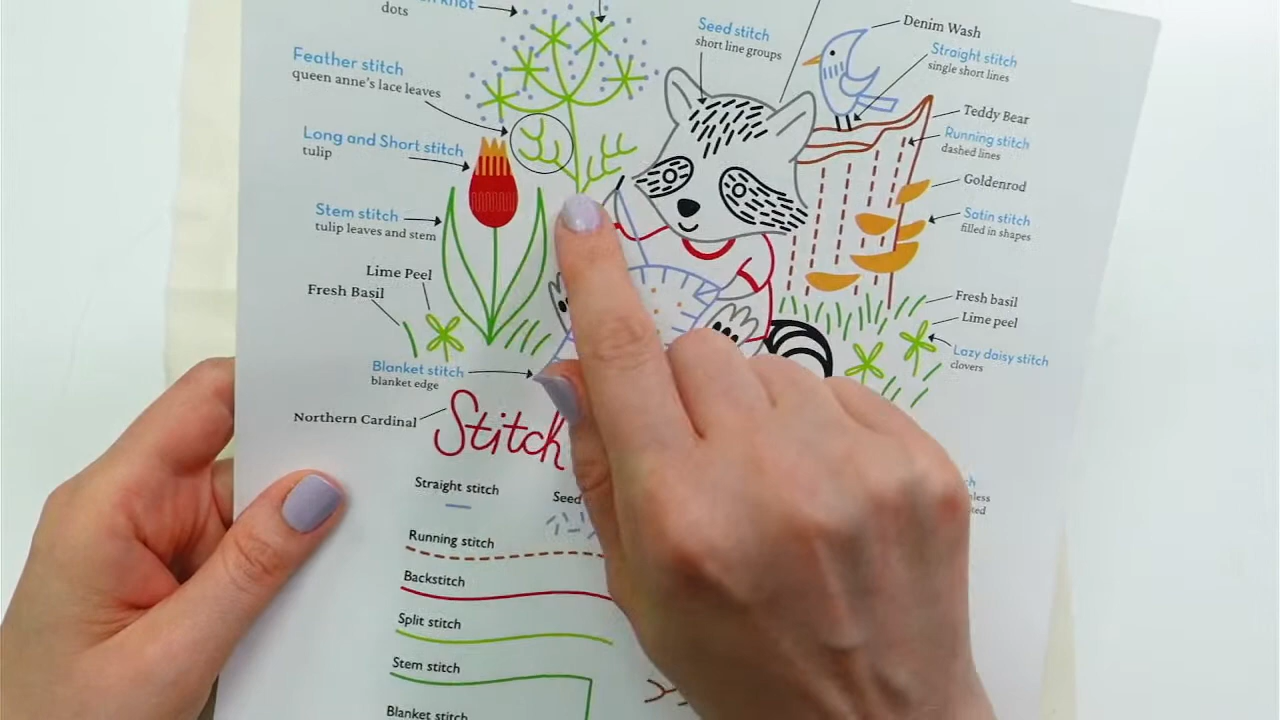 knot
dots
Feather stitch
queen anne's lace leaves
Long and Short stitch
tulip
Stem stitch
tulip leaves and stem
Lime Peel
Fresh Basil
Blanket stitch
blanket edge
Northern Cardinal
Seed stitch
short line groups
Denim Wash
Straight stitch
single short lines
Teddy Bear
Running stitch
dashed lines
Goldenrod
Satin stitch
filled in shapes
Fresh basil
Lime peel
Lazy daisy stitch
clovers
Stitch
Straight stitch
Seed
Running stitch
Backstitch
Split stitch
Stem stitch
Blanket stitch